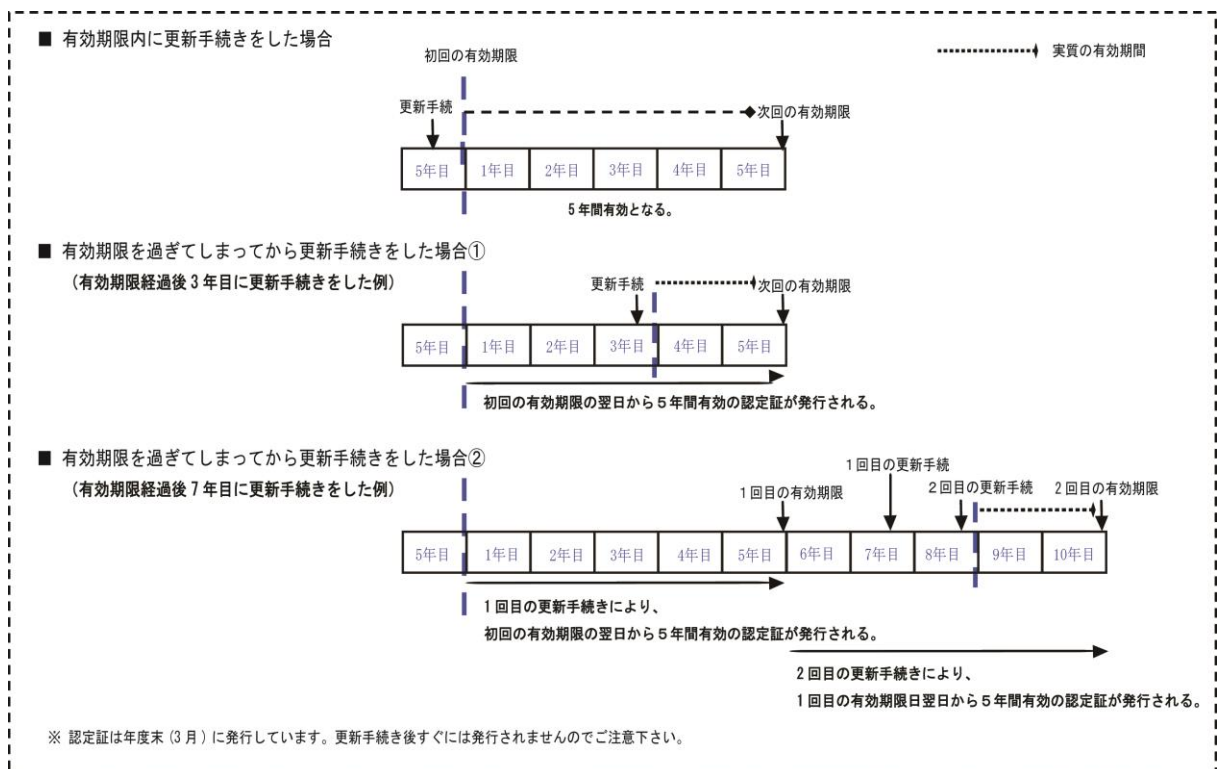 ■ 有効期限内に更新手続きをした場合
実質の有効期間
初回の有効期限
更新手続
次回の有効期限
5年目 1年目 2年目 3年目 4年目 5年目
5年間有効となる。
■ 有効期限を過ぎてしまってから更新手続きをした場合①
(有効期限経過後3年目に更新手続きをした例)
更新手続
次回の有効期限
5年目 1年目 2年目 3年目 4年目 5年目
初回の有効期限の翌日から5年間有効の認定証が発行される。
■ 有効期限を過ぎてしまってから更新手続きをした場合②
(有効期限経過後7年目に更新手続きをした例)
1回目の更新手続
1回目の有効期限
2回目の更新手続
2回目の有効期限
5年目 1年目 2年目 3年目 4年目 5年目 6年目 7年目 8年目 9年目 10年目
1回目の更新手続きにより、
初回の有効期限の翌日から5年間有効の認定証が発行される。
2回目の更新手続きにより、
1回目の有効期限日翌日から5年間有効の認定証が発行される。
※ 認定証は年度末(3月)に発行しています。更新手続き後すぐには発行されませんのでご注意下さい。